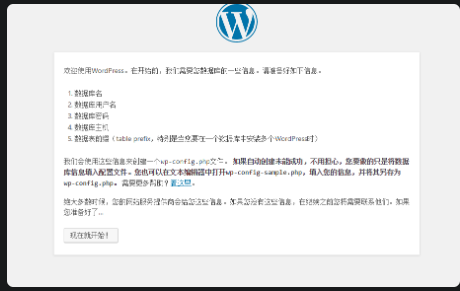 欢迎使用WordPress。在开始前，我们需要您数据库的一些信息。请准备好如下信息。
1. 数据库名
2. 数据库用户名
3. 数据库密码
4. 数据库主机
5. 数据表前缀（table prefix，特别是当您要在一个数据库中安装多个WordPress时）
我们会使用这些信息来创建一个wp-config.php文件。如果自动创建未能成功，不用担心，您要做的只是将数据
库信息填入配置文件。您也可以在文本编辑器中打开wp-config-sample.php，填入您的信息，并将其另存为
wp-config.php。需要更多帮助？看这里。
绝大多数时候，您的网站服务提供商会给您这些信息。如果您没有这些信息，在继续之前您将需要联系他们。如果
您准备好了…
现在就开始！